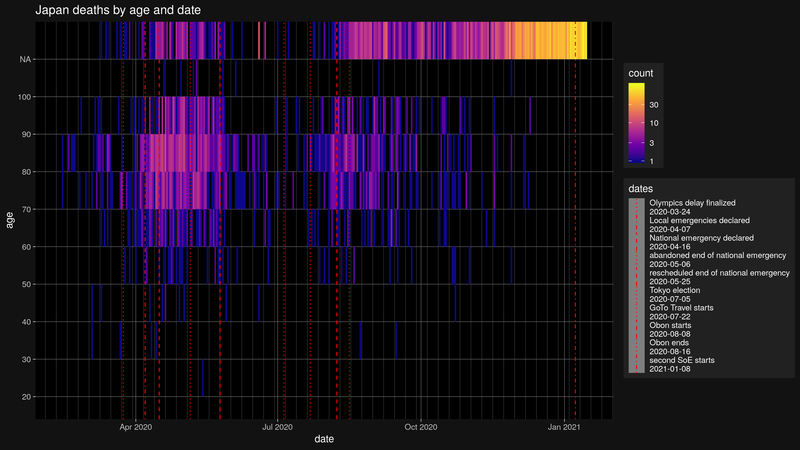 Japan deaths by age and date
NA
100
90
80
70
60
50
40
30
20
age
Apr 2020
Jul 2020
Oct 2020
Jan 2021
date
count
30
10
3
1
dates
Olympics delay finalized
2020-03-24
Local emergencies declared
2020-04-07
National emergency declared
2020-04-16
abandoned end of national emergency
2020-05-06
rescheduled end of national emergency
2020-05-25
Tokyo election
2020-07-05
GoTo Travel starts
2020-07-22
Obon starts
2020-08-08
Obon ends
2020-08-16
second SoE starts
2021-01-08